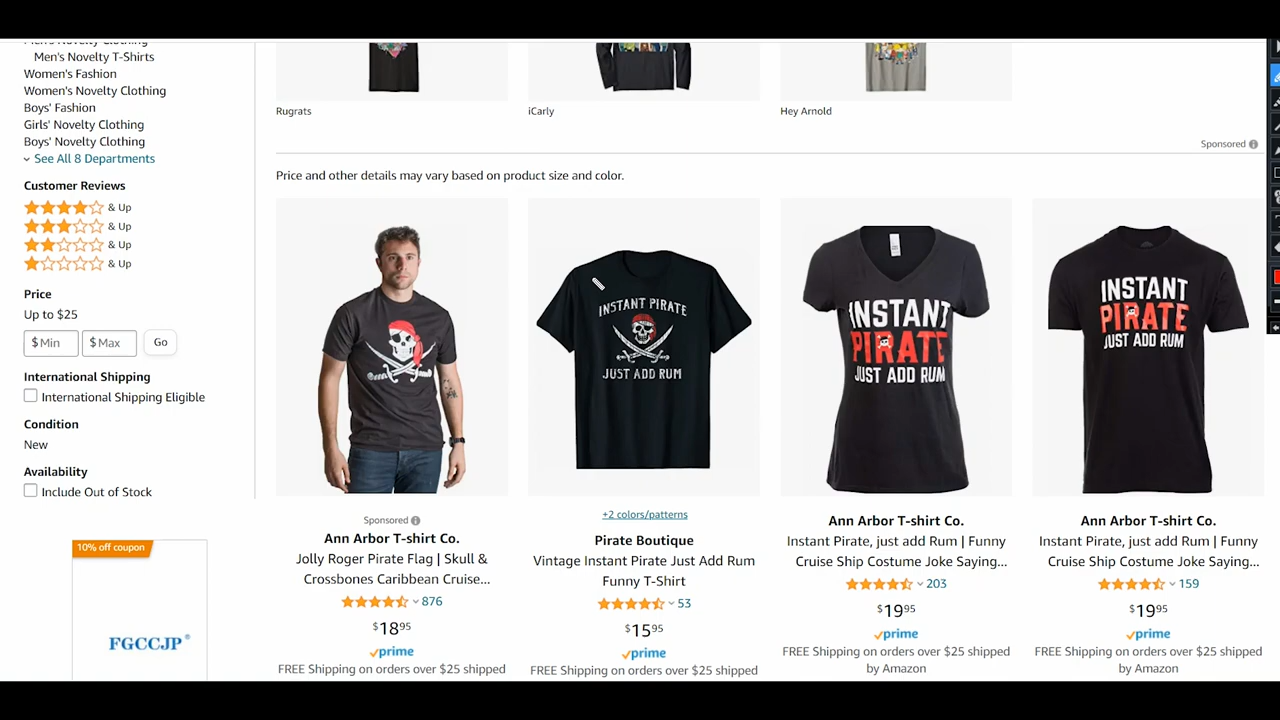 Men's Novelty Clothing
Men's Novelty T-Shirts
Women's Fashion
Women's Novelty Clothing
Boys' Fashion
Girls' Novelty Clothing
Boys' Novelty Clothing
See All 8 Departments
Customer Reviews
& Up
& Up
& Up
& Up
Price
Up to $25
$ Min
$ Max
Go
International Shipping
International Shipping Eligible
Condition
New
Availability
Include Out of Stock
10% off coupon
FGCCJP®
Rugrats
iCarly
Hey Arnold
Sponsored
Price and other details may vary based on product size and color.
Sponsored
Ann Arbor T-shirt Co.
Jolly Roger Pirate Flag | Skull &
Crossbones Caribbean Cruise...
876
$1895
prime
FREE Shipping on orders over $25 shipped
INSTANT PIRATE
JUST ADD RUM
+2 colors/patterns
Pirate Boutique
Vintage Instant Pirate Just Add Rum
Funny T-Shirt
53
$1595
prime
FREE Shipping on orders over $25 shipped
INSTANT
PIRATE
JUST ADD RUM
Ann Arbor T-shirt Co.
Instant Pirate, just add Rum | Funny
Cruise Ship Costume Joke Saying...
203
$1995
prime
FREE Shipping on orders over $25 shipped
by Amazon
INSTANT
PIRATE
JUST ADD RUM
Ann Arbor T-shirt Co.
Instant Pirate, just add Rum | Funny
Cruise Ship Costume Joke Saying...
159
$1995
prime
FREE Shipping on orders over $25 shipped
by Amazon